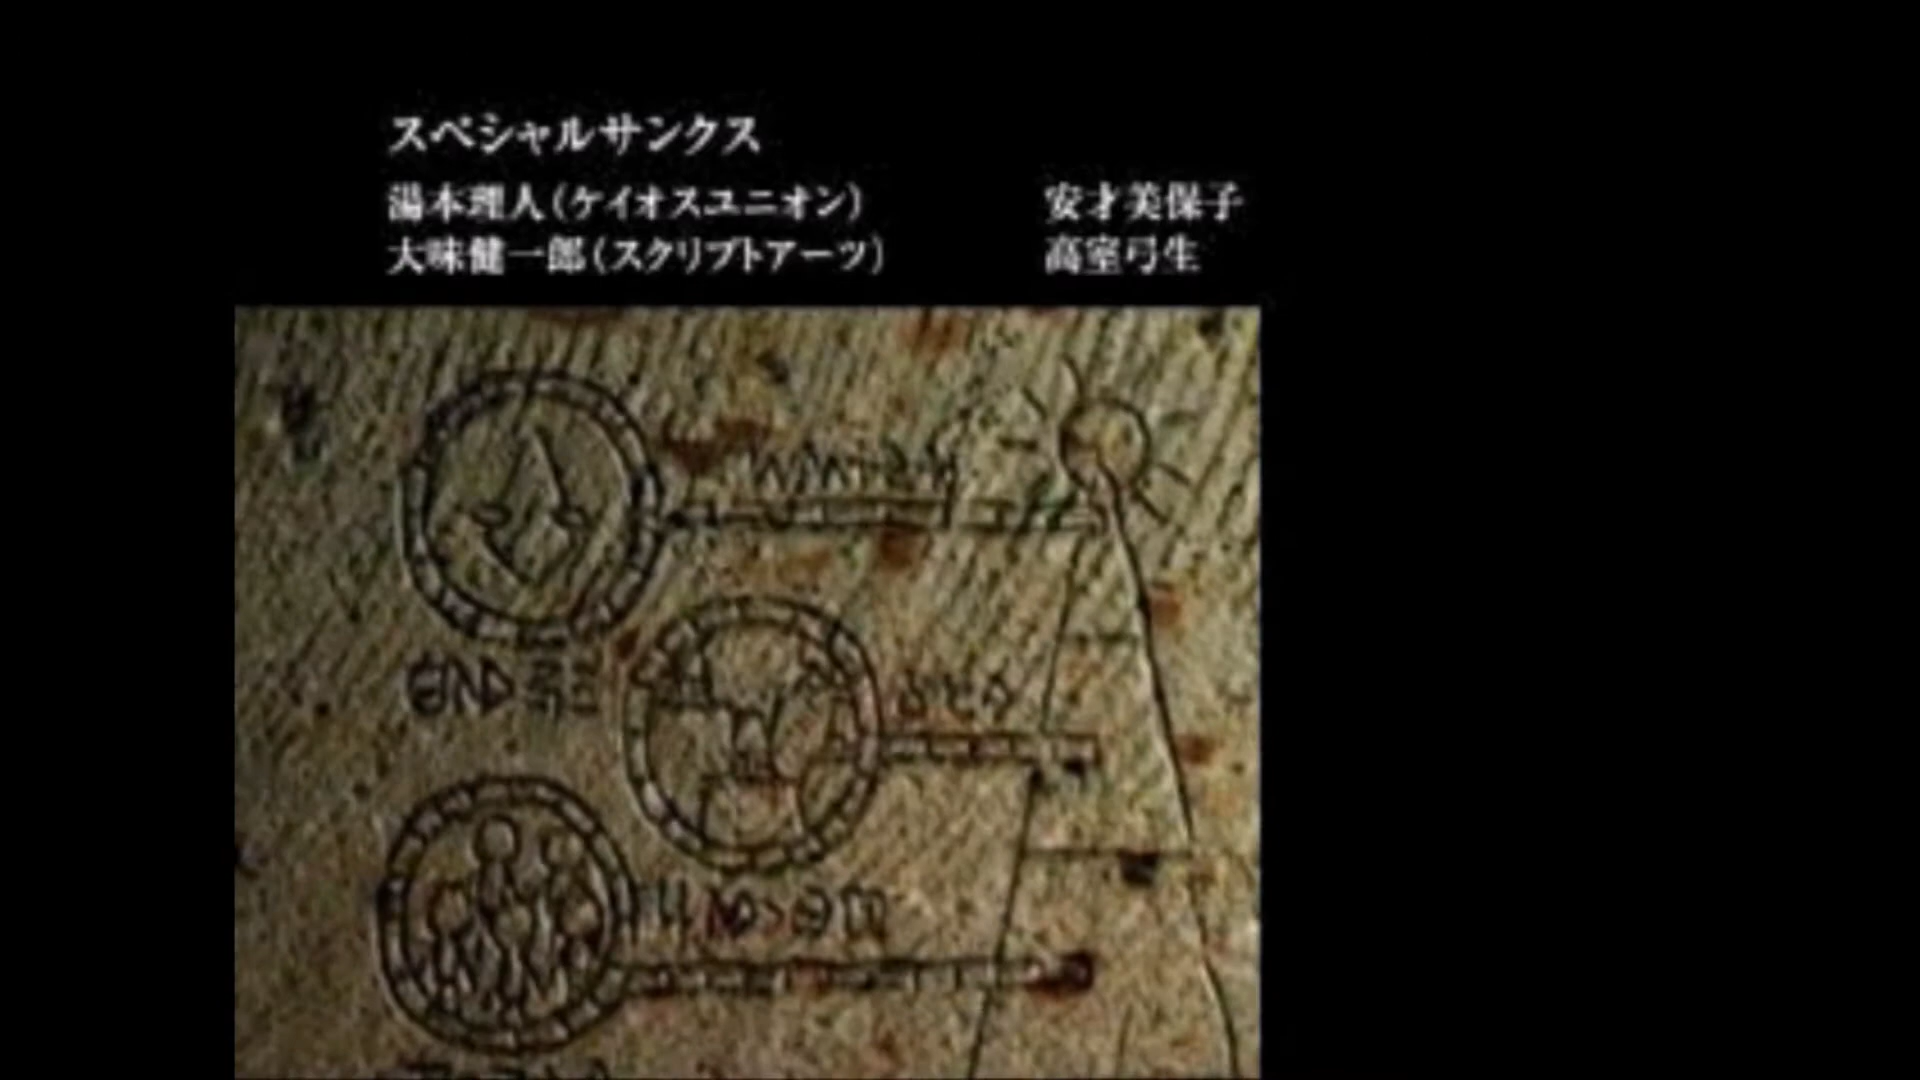 スペシャルサンクス
湯本理人(ケイオスユニオン) 安才美保子
大味健一郎(スクリプトアーツ) 高室弓生